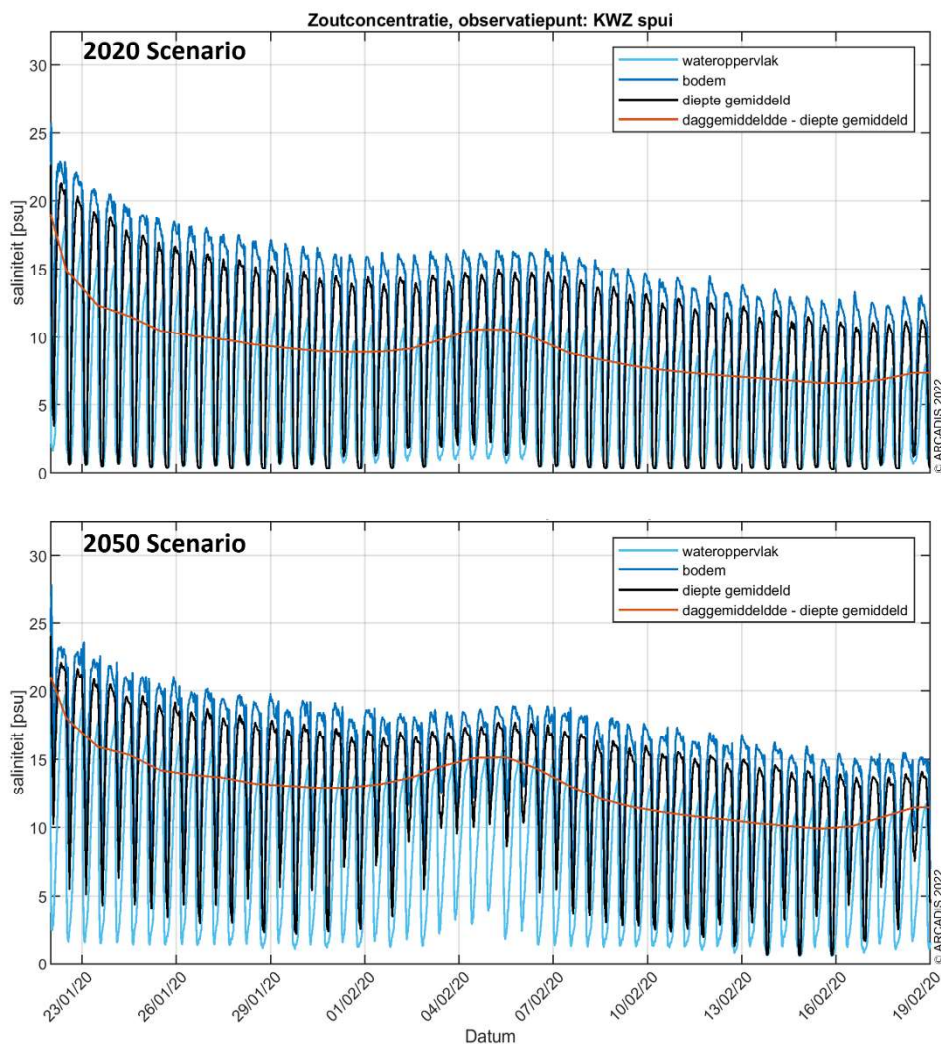 Zoutconcentratie, observatiepunt: KWZ spui
2020 Scenario
wateroppervlak
bodem
diepte gemiddeld
daggemiddeldde - diepte gemiddeld
30
25
20
15
10
5
0
saliniteit [psu]
© ARCADIS 2022
2050 Scenario
wateroppervlak
bodem
diepte gemiddeld
daggemiddeldde - diepte gemiddeld
30
25
20
15
10
5
0
saliniteit [psu]
© ARCADIS 2022
23/01/20
26/01/20
29/01/20
01/02/20
04/02/20
07/02/20
10/02/20
13/02/20
16/02/20
19/02/20
Datum